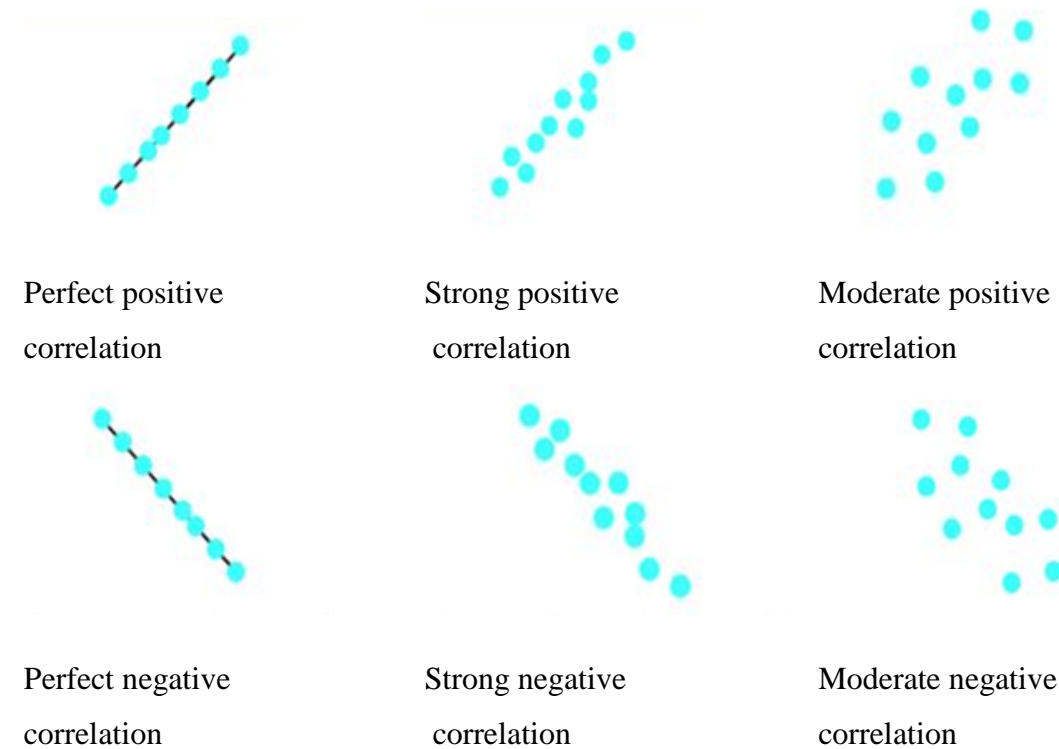 Perfect positive
correlation
Strong positive
correlation
Moderate positive
correlation
Perfect negative
correlation
Strong negative
correlation
Moderate negative
correlation